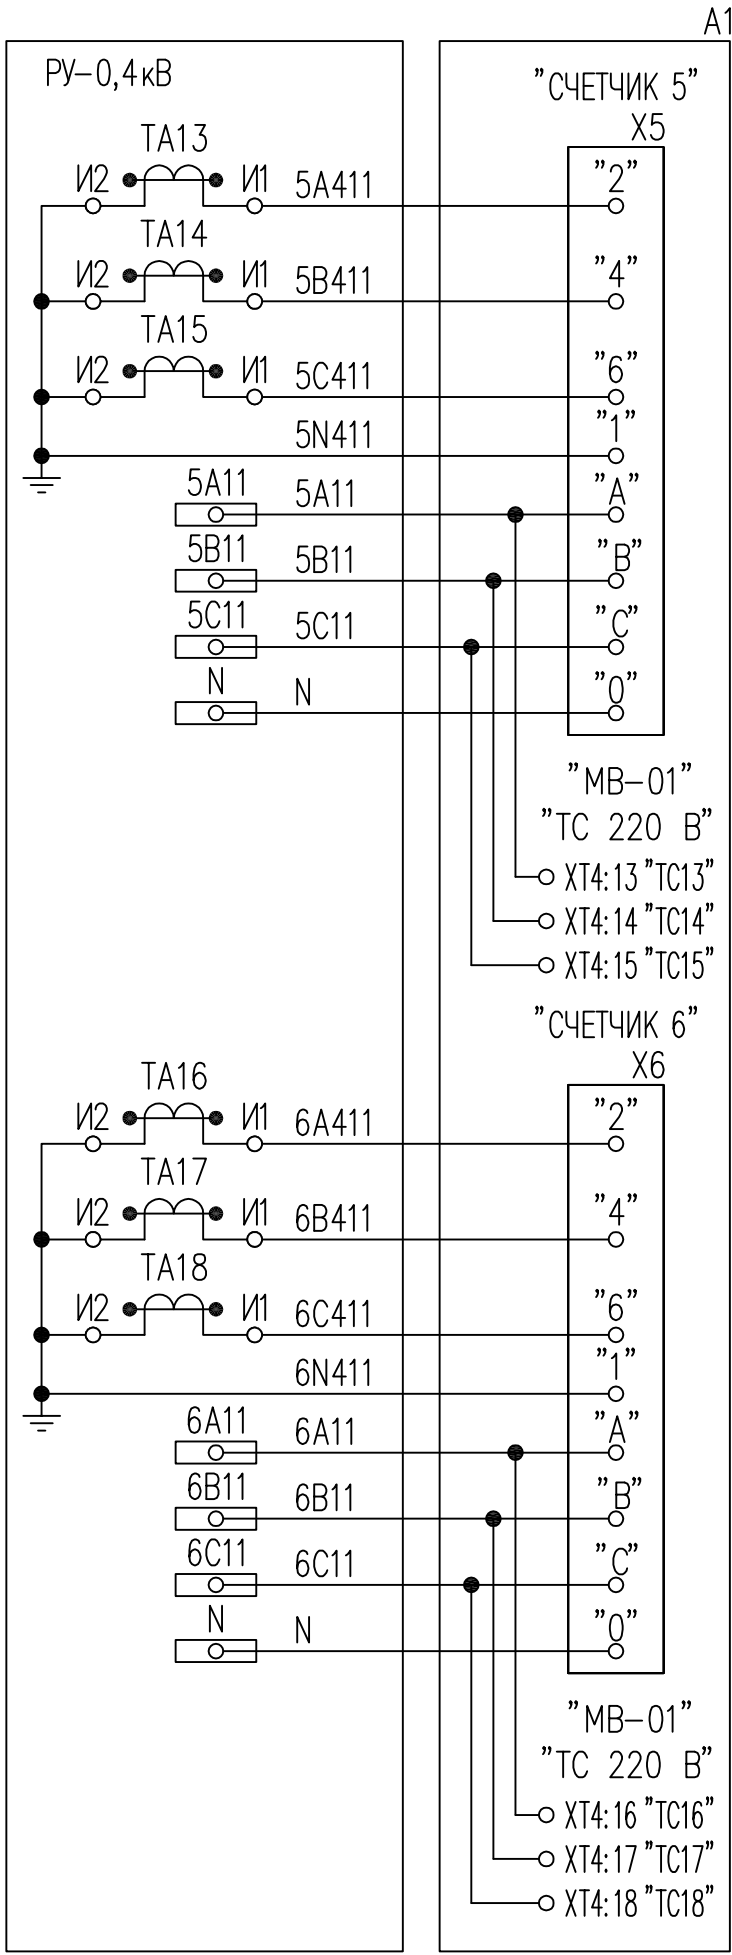 А1
РУ-0,4кВ
"СЧЕТЧИК 5"
X5
ТА13
И2 И1 5А411 "2"
ТА14
И2 И1 5В411 "4"
ТА15
И2 И1 5С411 "6"
5N411 "1"
5А11 5А11 "А"
5В11 5В11 "В"
5С11 5С11 "С"
N N "0"
"МВ-01"
"ТС 220 В"
ХТ4:13 "ТС13"
ХТ4:14 "ТС14"
ХТ4:15 "ТС15"
"СЧЕТЧИК 6"
X6
ТА16
И2 И1 6А411 "2"
ТА17
И2 И1 6В411 "4"
ТА18
И2 И1 6С411 "6"
6N411 "1"
6А11 6А11 "А"
6В11 6В11 "В"
6С11 6С11 "С"
N N "0"
"МВ-01"
"ТС 220 В"
ХТ4:16 "ТС16"
ХТ4:17 "ТС17"
ХТ4:18 "ТС18"